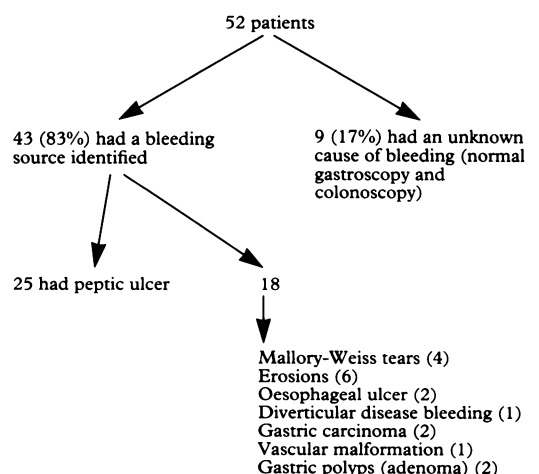 52 patients
43 (83%) had a bleeding
source identified
9 (17%) had an unknown
cause of bleeding (normal
gastroscopy and
colonoscopy)
25 had peptic ulcer
18
Mallory-Weiss tears (4)
Erosions (6)
Oesophageal ulcer (2)
Diverticular disease bleeding (1)
Gastric carcinoma (2)
Vascular malformation (1)
Gastric polyps (adenoma) (2)